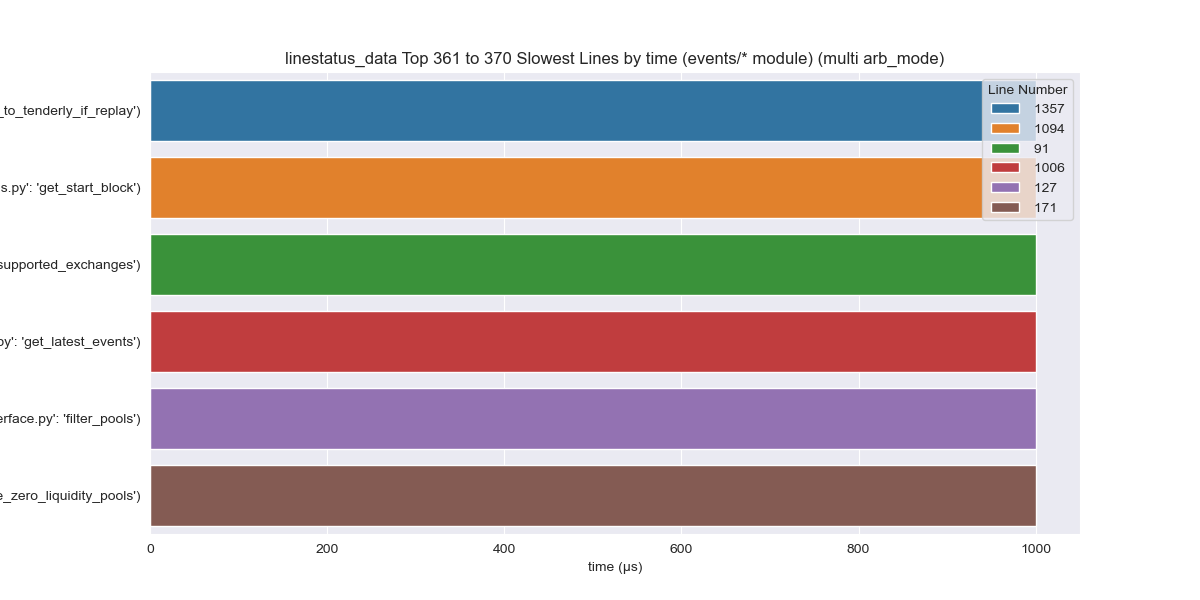 linestatus_data Top 361 to 370 Slowest Lines by time (events/* module) (multi arb_mode)
_to_tenderly_if_replay')
s.py': 'get_start_block')
supported_exchanges')
py': 'get_latest_events')
erface.py': 'filter_pools')
e_zero_liquidity_pools')
Line Number
1357
1094
91
1006
127
171
0 200 400 600 800 1000
time (µs)